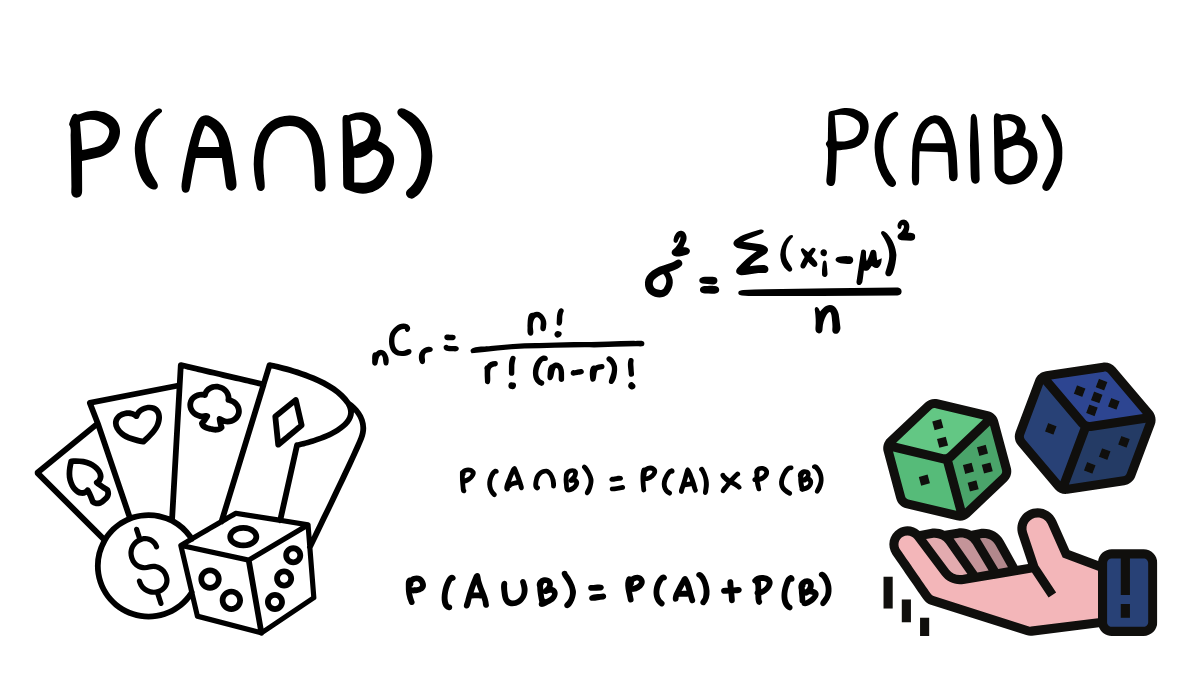 P(A∩B)
P(A|B)
σ² = Σ(xᵢ-μ)² / n
ₙCᵣ = n! / r!(n-r)!
P(A∩B) = P(A) × P(B)
P(A∪B) = P(A) + P(B)
$